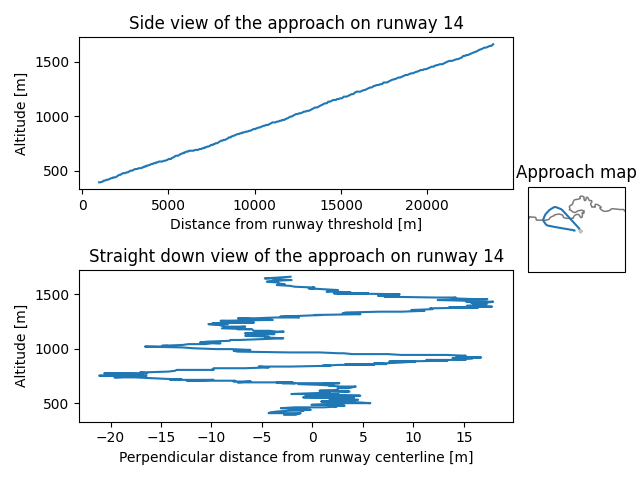 Side view of the approach on runway 14
Altitude [m]
1500
1000
500
0
5000
10000
15000
20000
Distance from runway threshold [m]
Approach map
Straight down view of the approach on runway 14
Altitude [m]
1500
1000
500
−20
−15
−10
−5
0
5
10
15
Perpendicular distance from runway centerline [m]